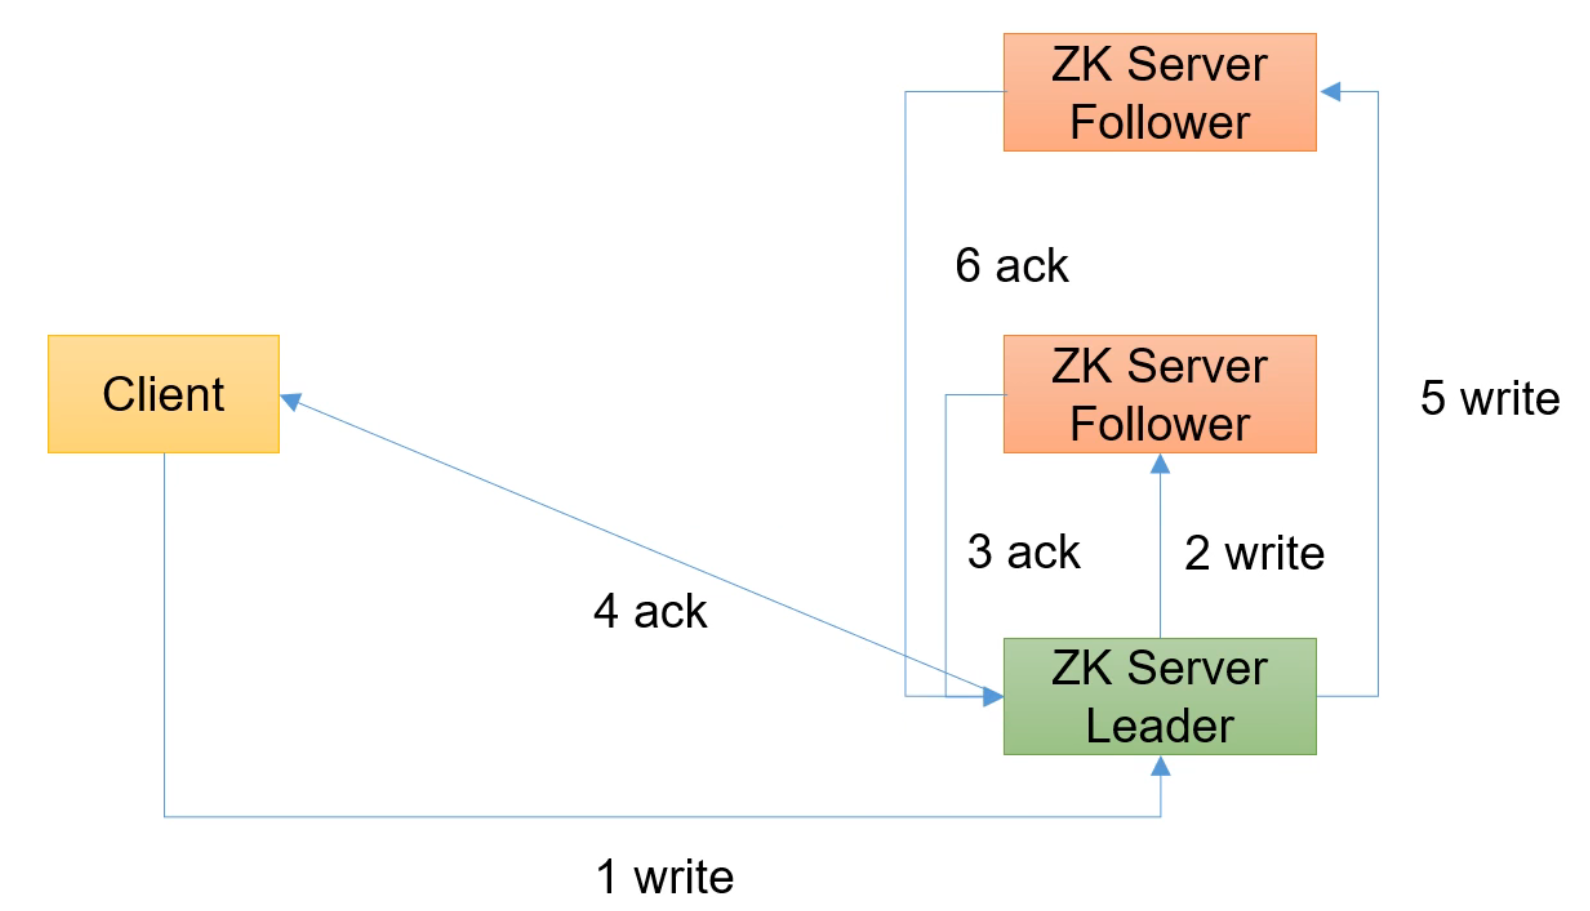 ZK Server
Follower
6 ack
Client
ZK Server
Follower
5 write
3 ack
2 write
4 ack
ZK Server
Leader
1 write